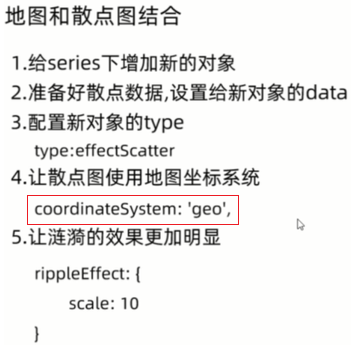 地图和散点图结合
1.给series下增加新的对象
2.准备好散点数据,设置给新对象的data
3.配置新对象的type
type:effectScatter
4.让散点图使用地图坐标系统
coordinateSystem: 'geo',
5.让涟漪的效果更加明显
rippleEffect: {
scale: 10
}